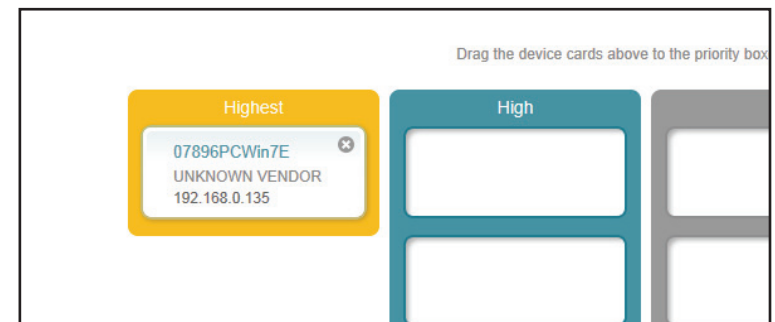 Drag the device cards above to the priority box
Highest
High
07896PCWin7E
UNKNOWN VENDOR
192.168.0.135